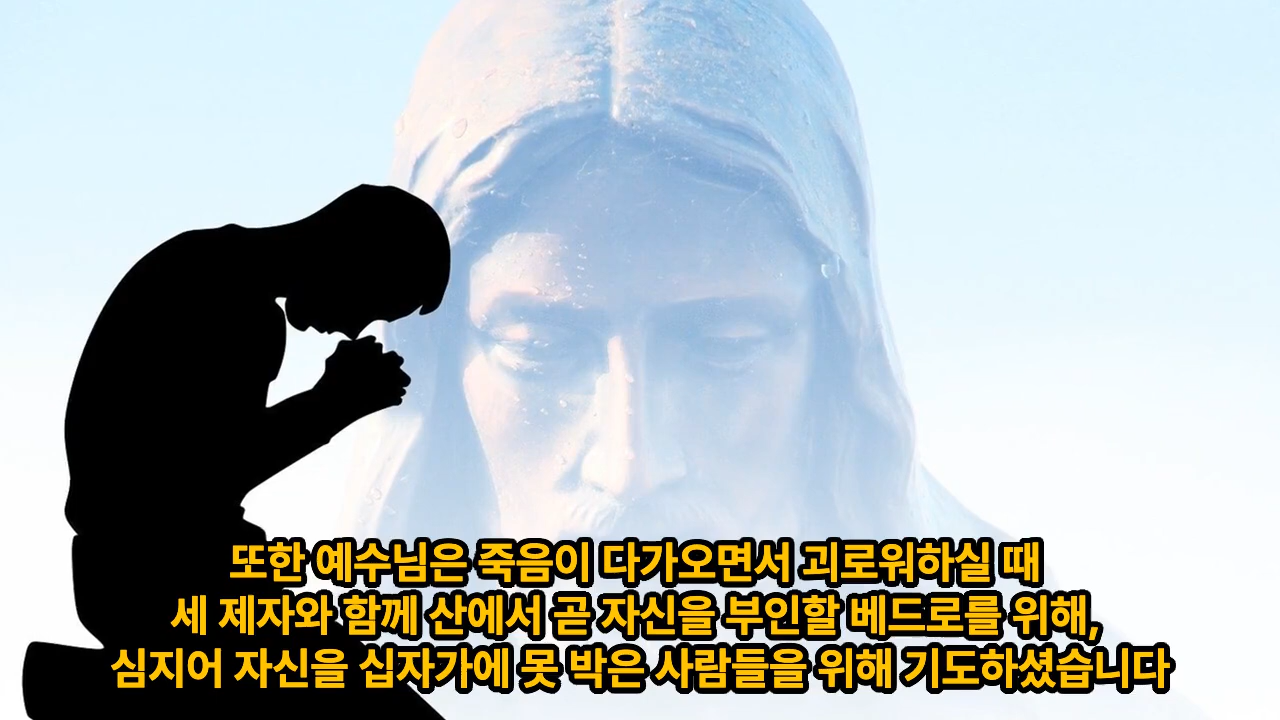 또한 예수님은 죽음이 다가오면서 괴로워하실 때
세 제자와 함께 산에서 곧 자신을 부인할 베드로를 위해,
심지어 자신을 십자가에 못 박은 사람들을 위해 기도하셨습니다